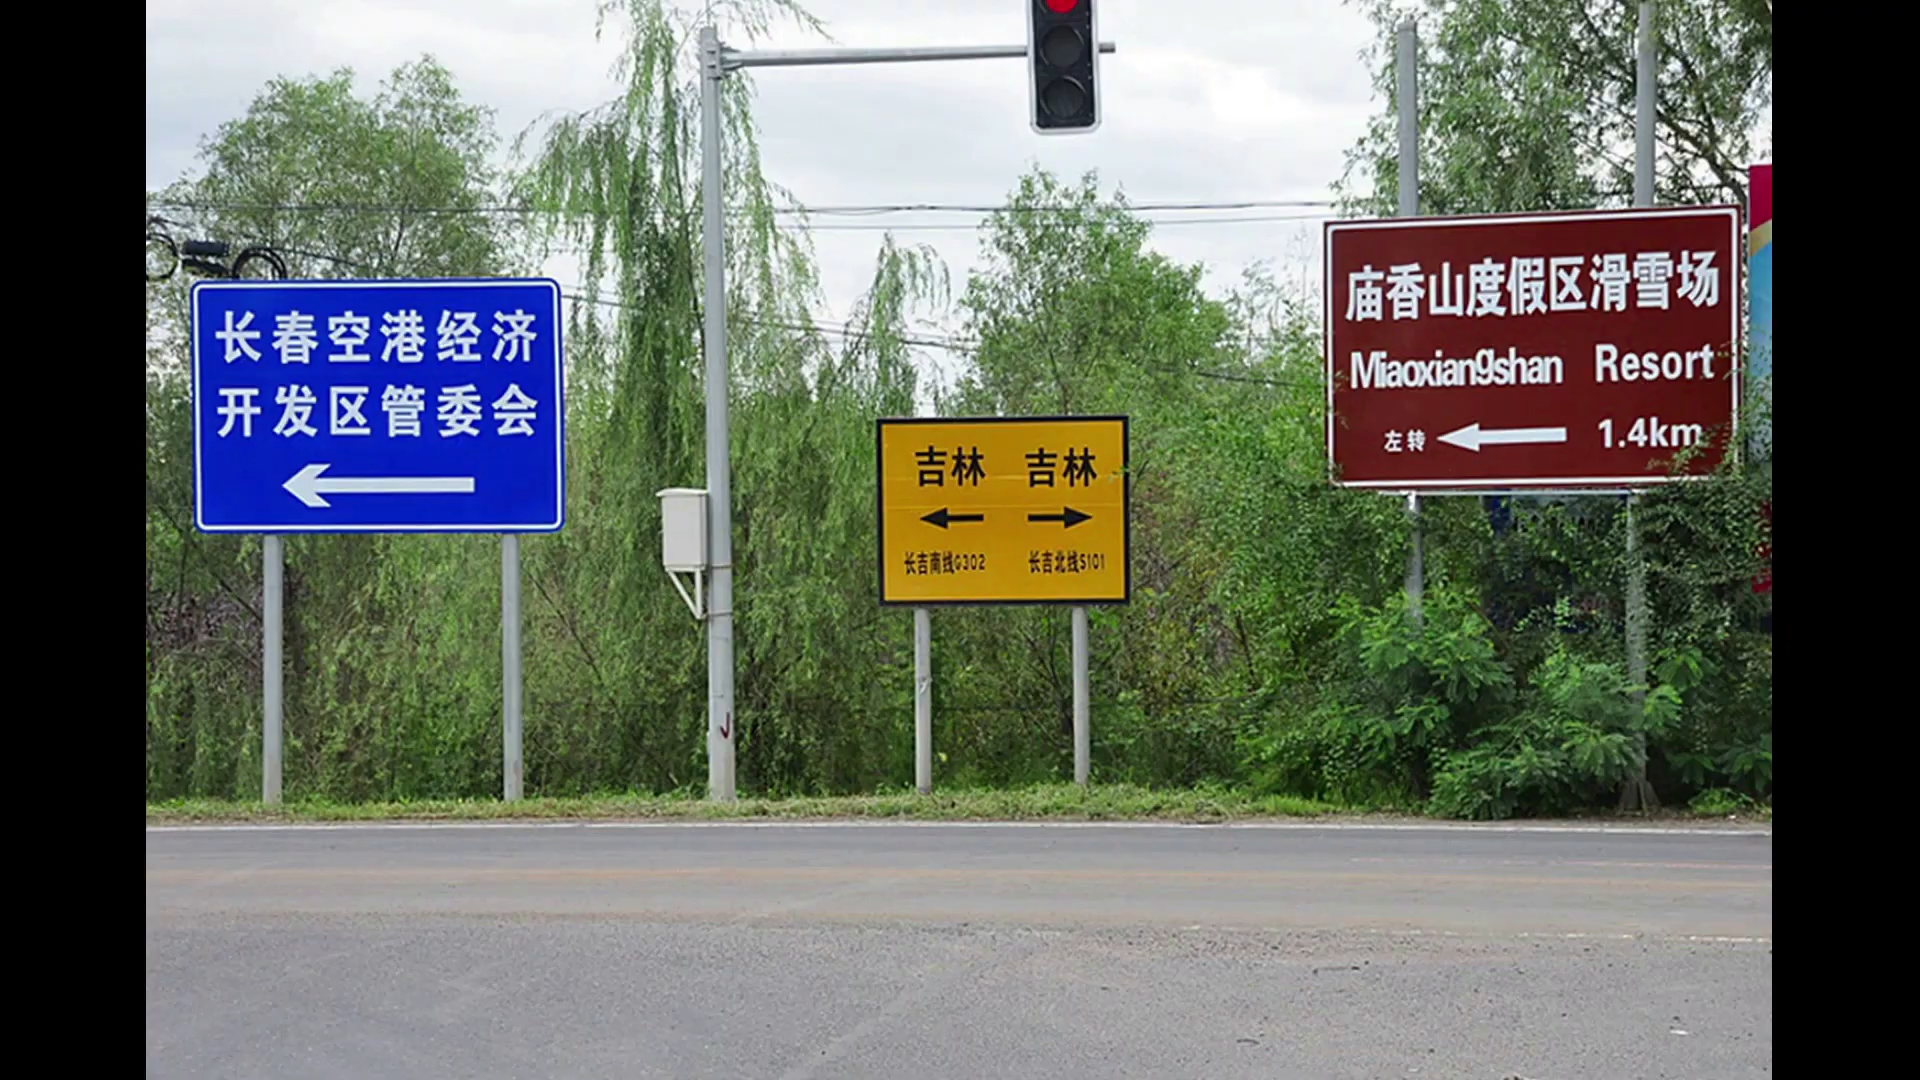 长春空港经济
开发区管委会
吉林 吉林
长吉南线G302 长吉北线S101
庙香山度假区滑雪场
Miaoxiangshan Resort
左转 1.4km